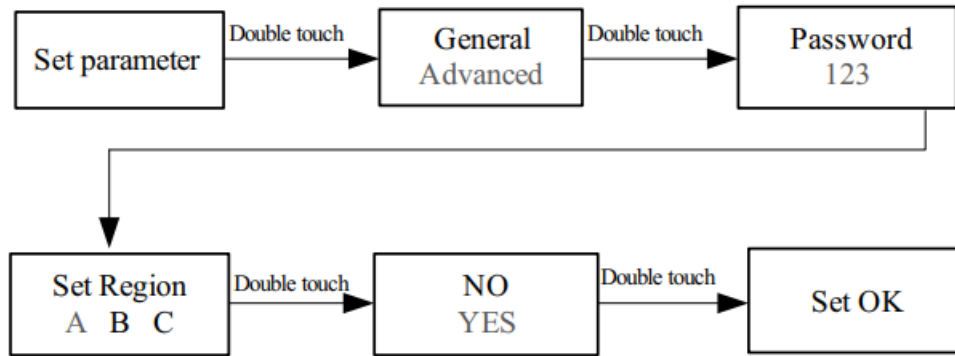 Set parameter
Double touch
General
Advanced
Double touch
Password
123
Set Region
A B C
Double touch
NO
YES
Double touch
Set OK